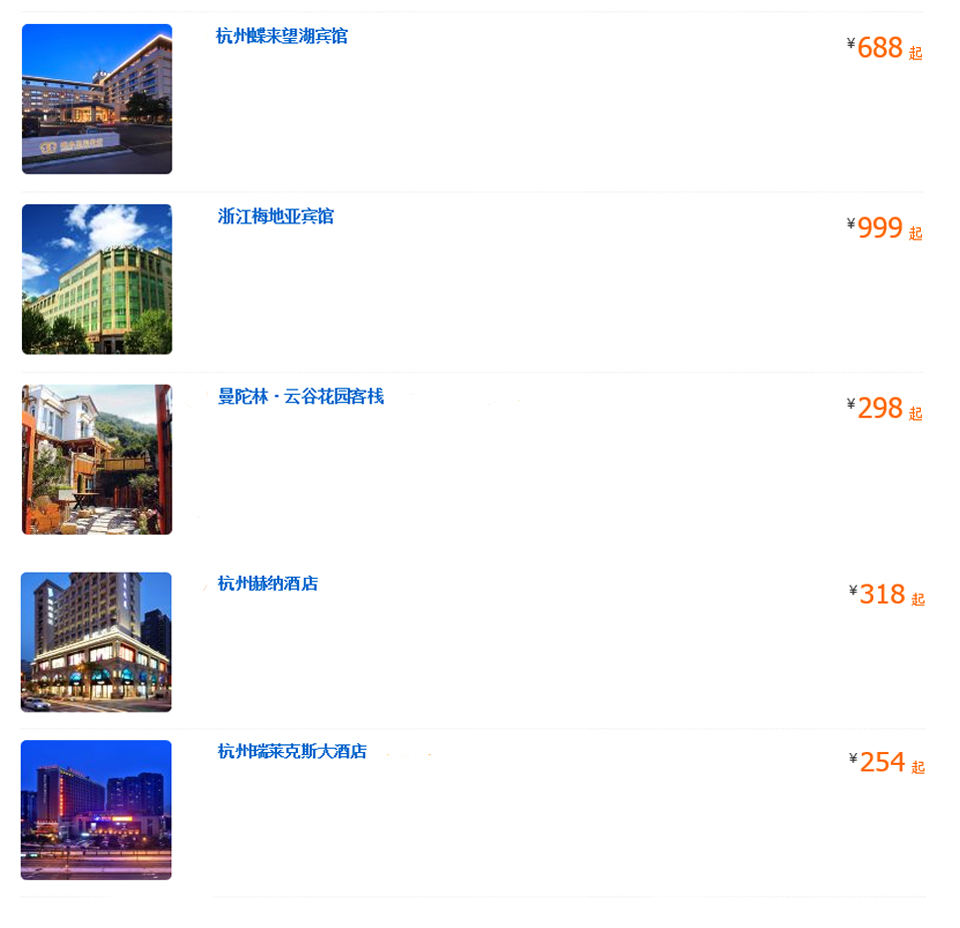 杭州蝶来望湖宾馆
¥688 起
浙江梅地亚宾馆
¥999 起
曼陀林·云谷花园客栈
¥298 起
杭州赫纳酒店
¥318 起
杭州瑞莱克斯大酒店
¥254 起